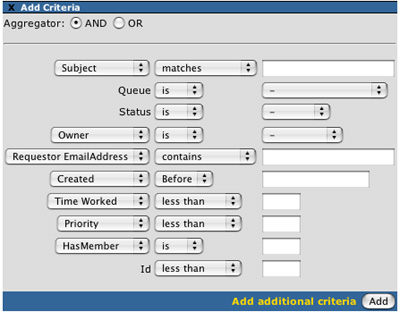 X Add Criteria
Aggregator: AND OR
Subject matches
Queue is -
Status is -
Owner is -
Requestor EmailAddress contains
Created Before
Time Worked less than
Priority less than
HasMember is
Id less than
Add additional criteria Add